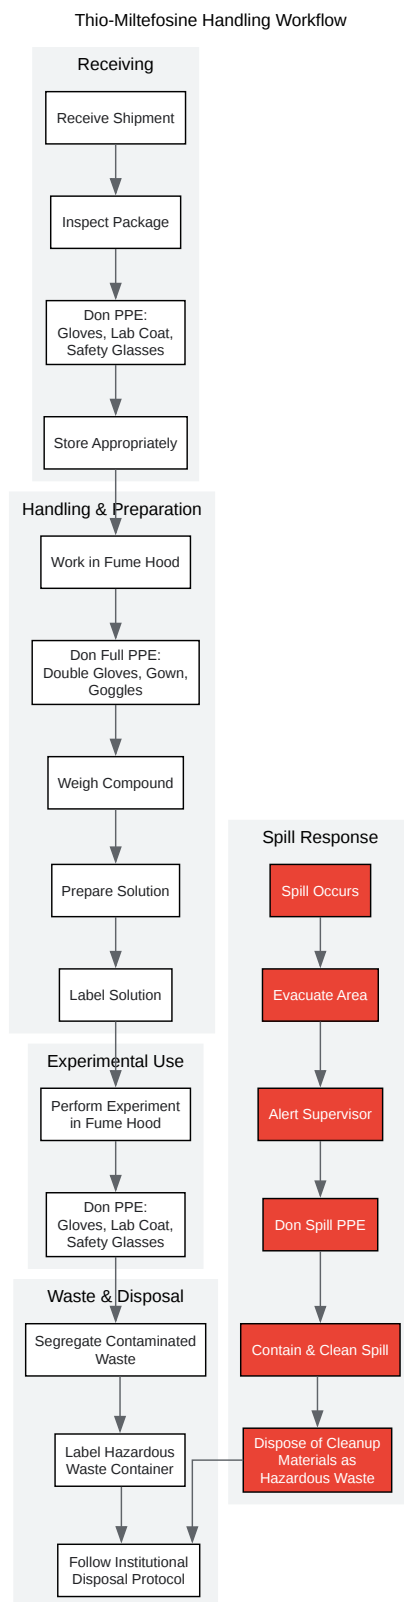 Thio-Miltefosine Handling Workflow
Receiving
Receive Shipment
Inspect Package
Don PPE:
Gloves, Lab Coat,
Safety Glasses
Store Appropriately
Handling & Preparation
Work in Fume Hood
Don Full PPE:
Double Gloves, Gown,
Goggles
Weigh Compound
Prepare Solution
Label Solution
Experimental Use
Perform Experiment
in Fume Hood
Don PPE:
Gloves, Lab Coat,
Safety Glasses
Waste & Disposal
Segregate Contaminated
Waste
Label Hazardous
Waste Container
Follow Institutional
Disposal Protocol
Spill Response
Spill Occurs
Evacuate Area
Alert Supervisor
Don Spill PPE
Contain & Clean Spill
Dispose of Cleanup
Materials as
Hazardous Waste